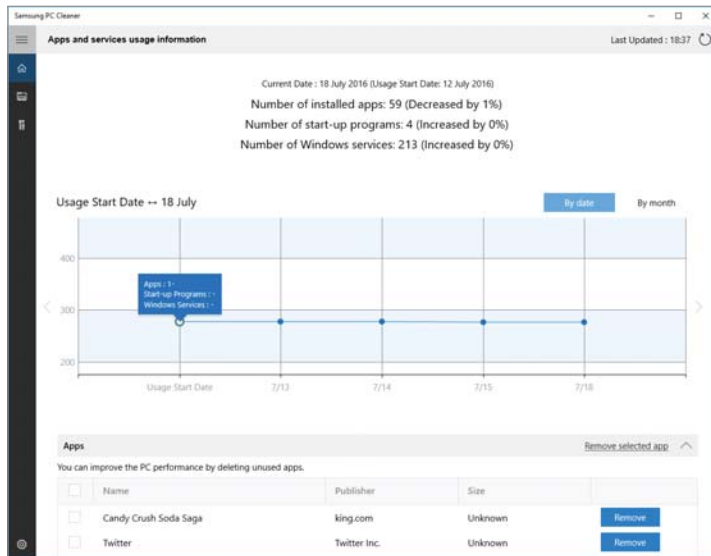 Samsung PC Cleaner
Apps and services usage information
Last Updated : 18:37
Current Date : 18 July 2016 (Usage Start Date: 12 July 2016)
Number of installed apps: 59 (Decreased by 1%)
Number of start-up programs: 4 (Increased by 0%)
Number of Windows services: 213 (Increased by 0%)
Usage Start Date ↔ 18 July
By date
By month
400
Apps : 1-
Start-up Programs : -
Windows Services : -
300
200
Usage Start Date
7/13
7/14
7/15
7/18
Apps
Remove selected app
You can improve the PC performance by deleting unused apps.
Name Publisher Size
Candy Crush Soda Saga king.com Unknown Remove
Twitter Twitter Inc. Unknown Remove